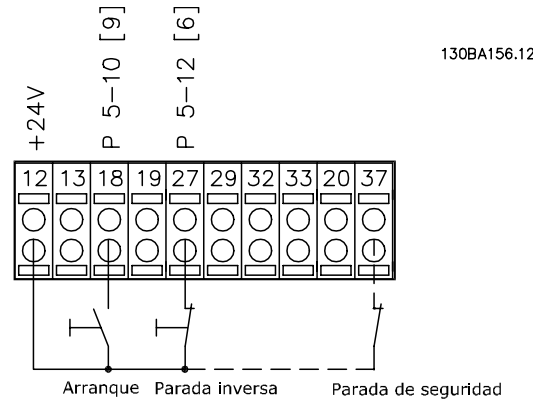 +24V
P 5-10 [9]
P 5-12 [6]
130BA156.12
12 13 18 19 27 29 32 33 20 37
Arranque Parada inversa Parada de seguridad